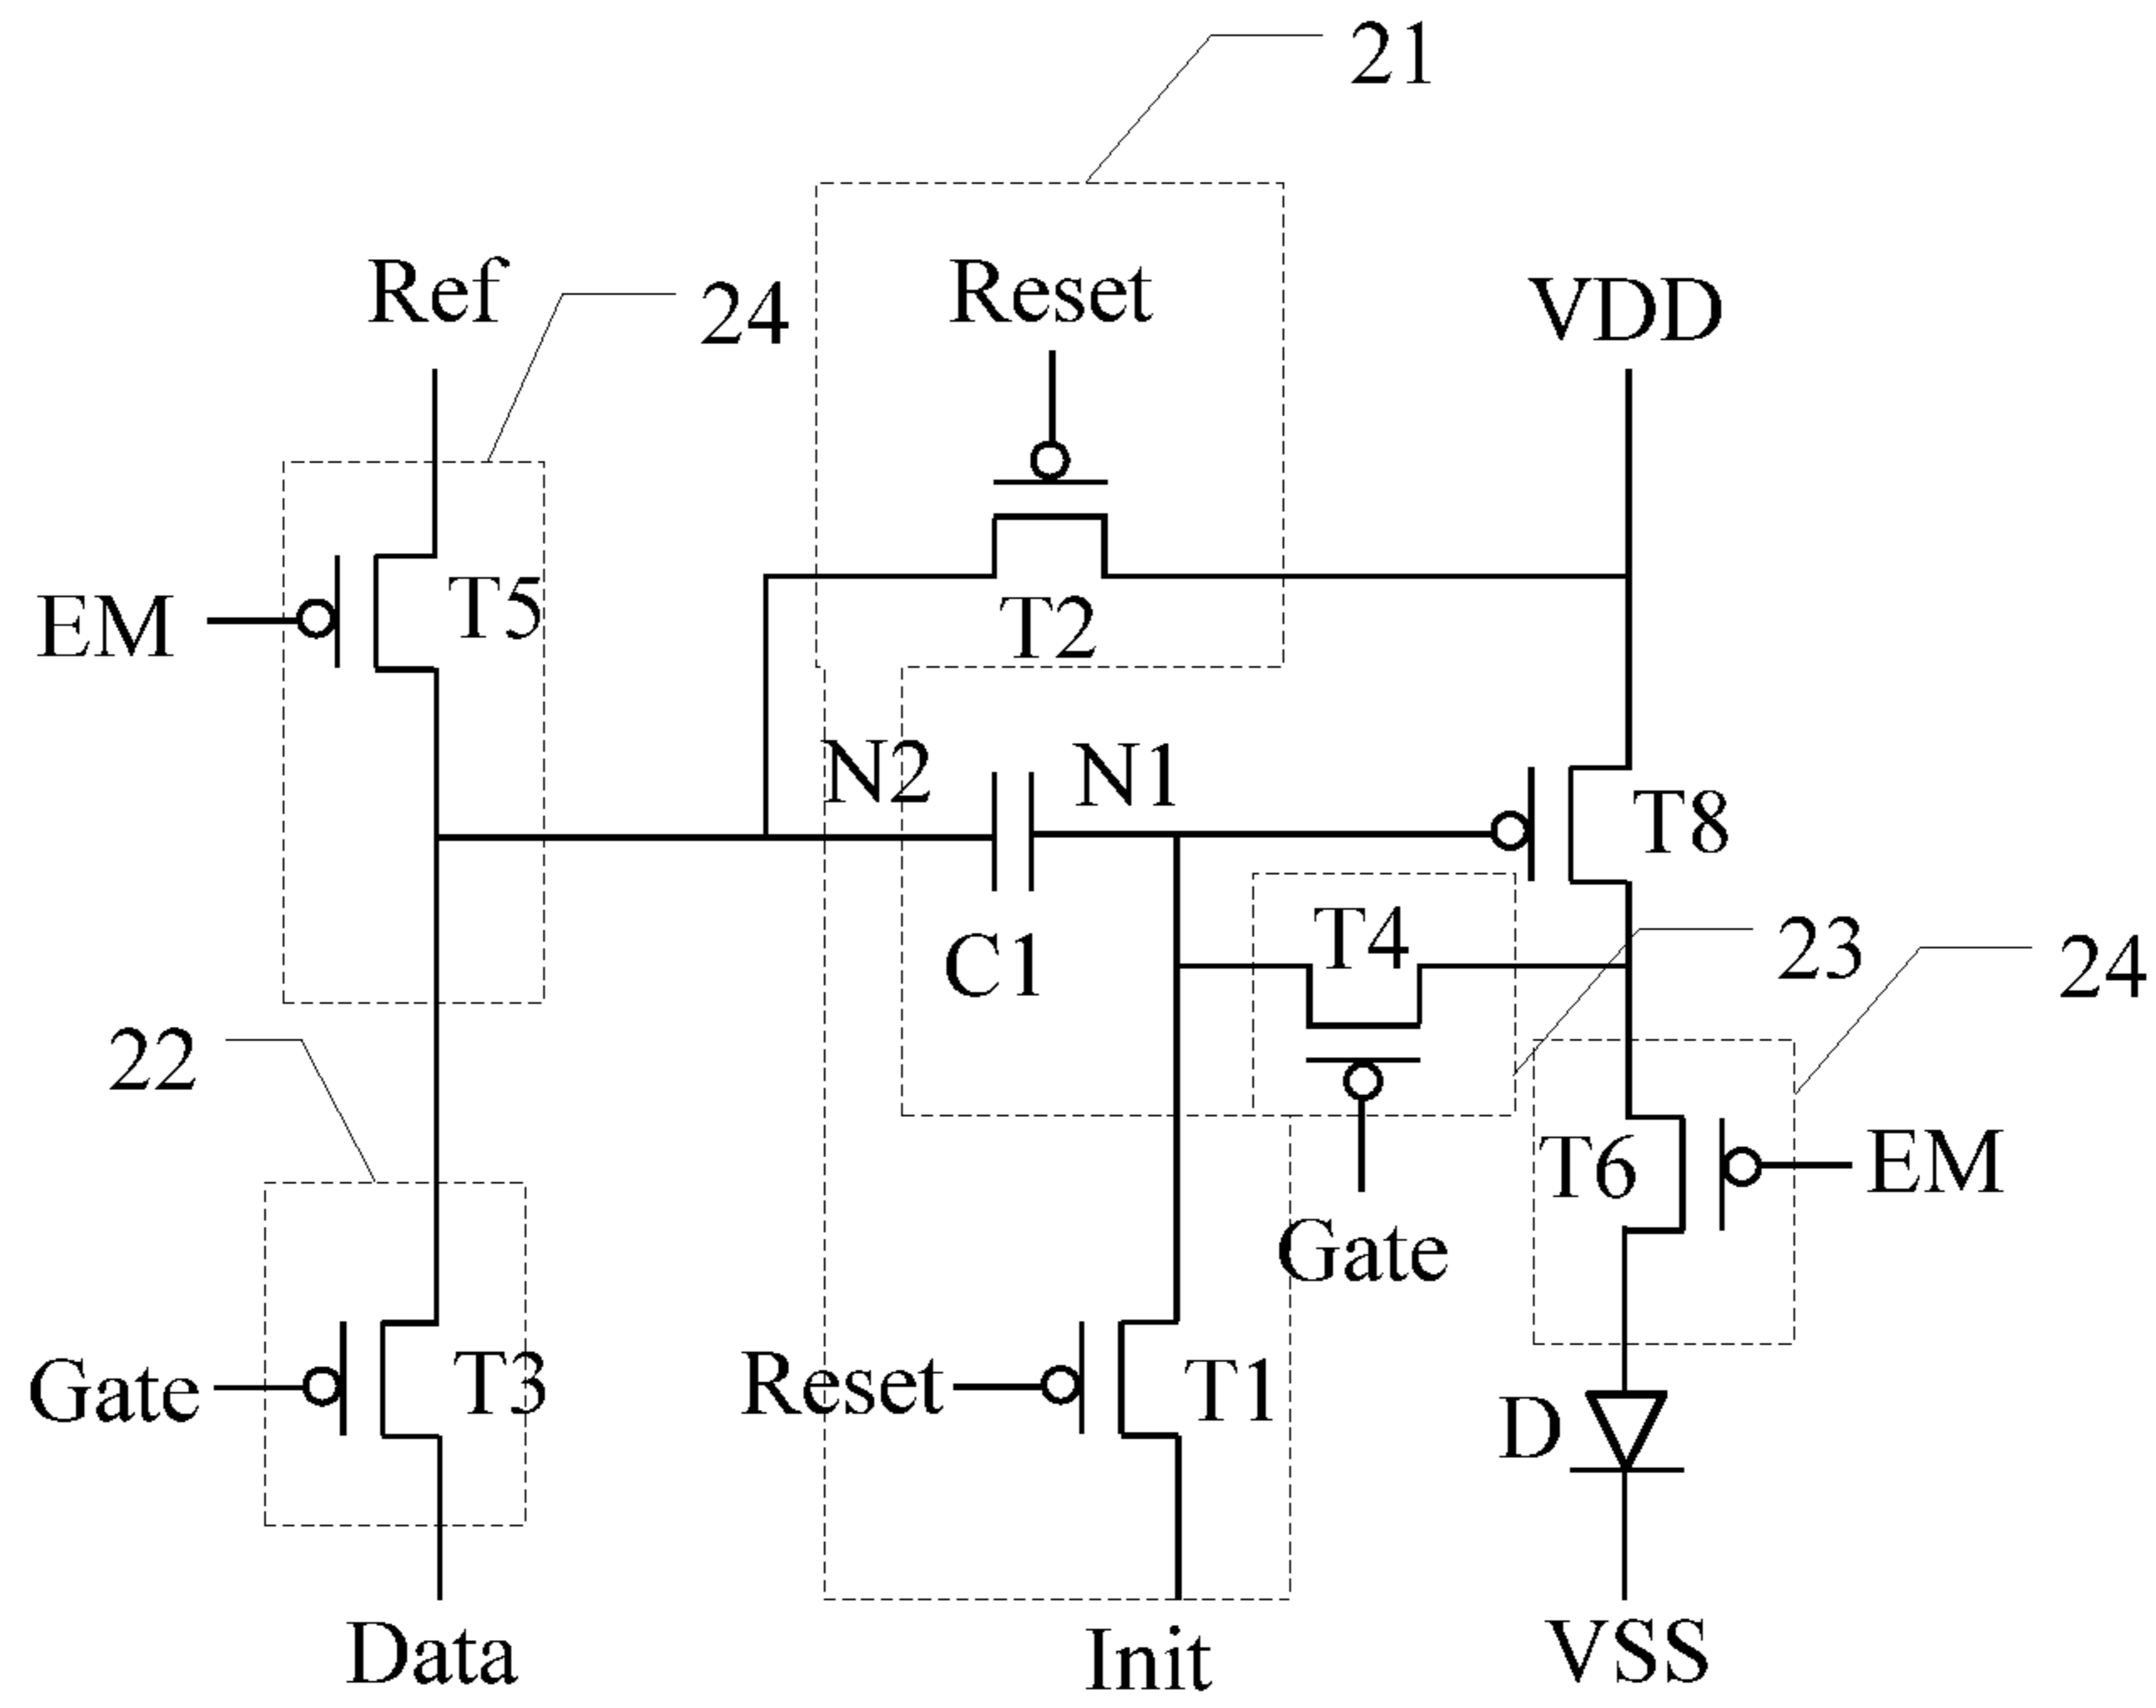 21
Ref
24
Reset
VDD
EM
T5
T2
N2
N1
T8
C1
T4
23
24
22
T6
EM
Gate
Gate
T3
Reset
T1
D
Data
Init
VSS